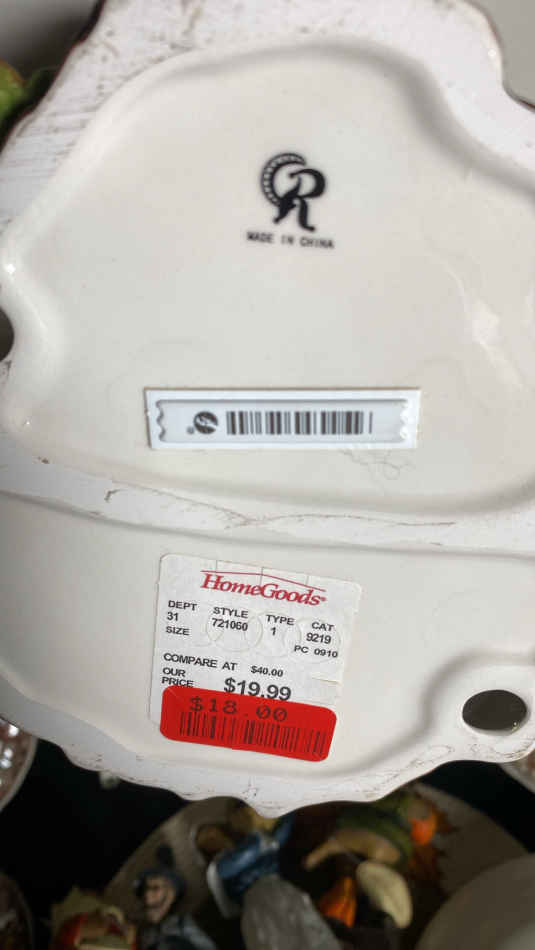 R
MADE IN CHINA
HomeGoods®
DEPT STYLE TYPE CAT
31 721060 1 9219
SIZE PC 0910
COMPARE AT $40.00
OUR PRICE $19.99
$18.00